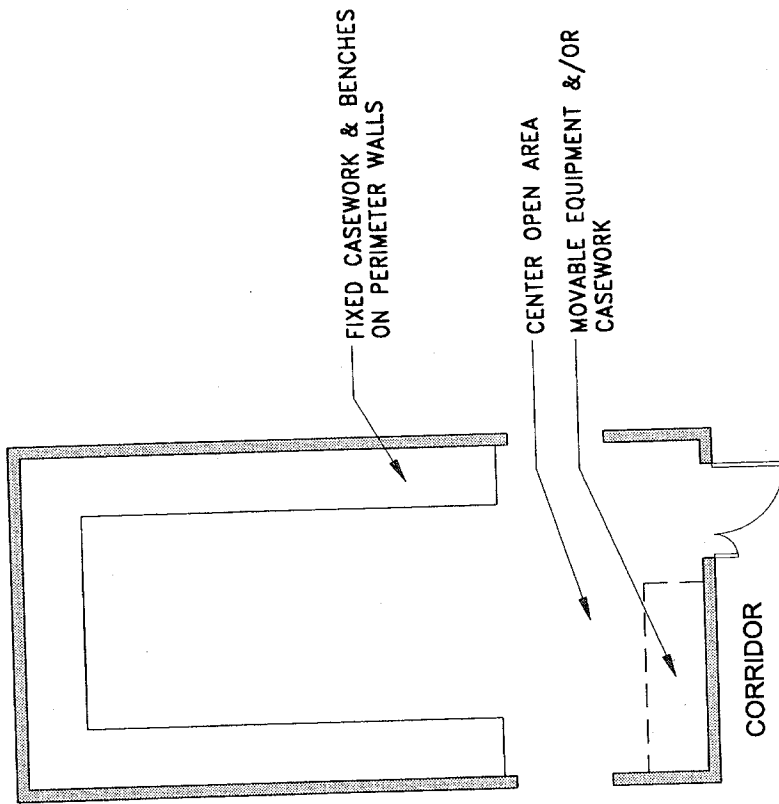 FIXED CASEWORK & BENCHES
ON PERIMETER WALLS
CENTER OPEN AREA
MOVABLE EQUIPMENT &/OR
CASEWORK
CORRIDOR